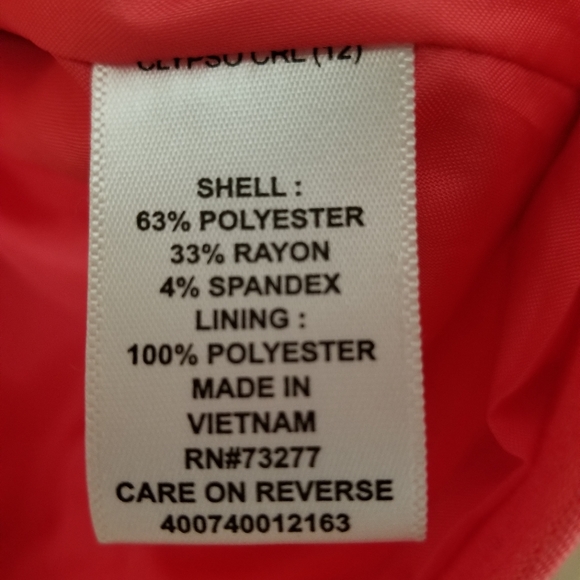 CLYPSO CRL (12)
SHELL :
63% POLYESTER
33% RAYON
4% SPANDEX
LINING :
100% POLYESTER
MADE IN
VIETNAM
RN#73277
CARE ON REVERSE
400740012163